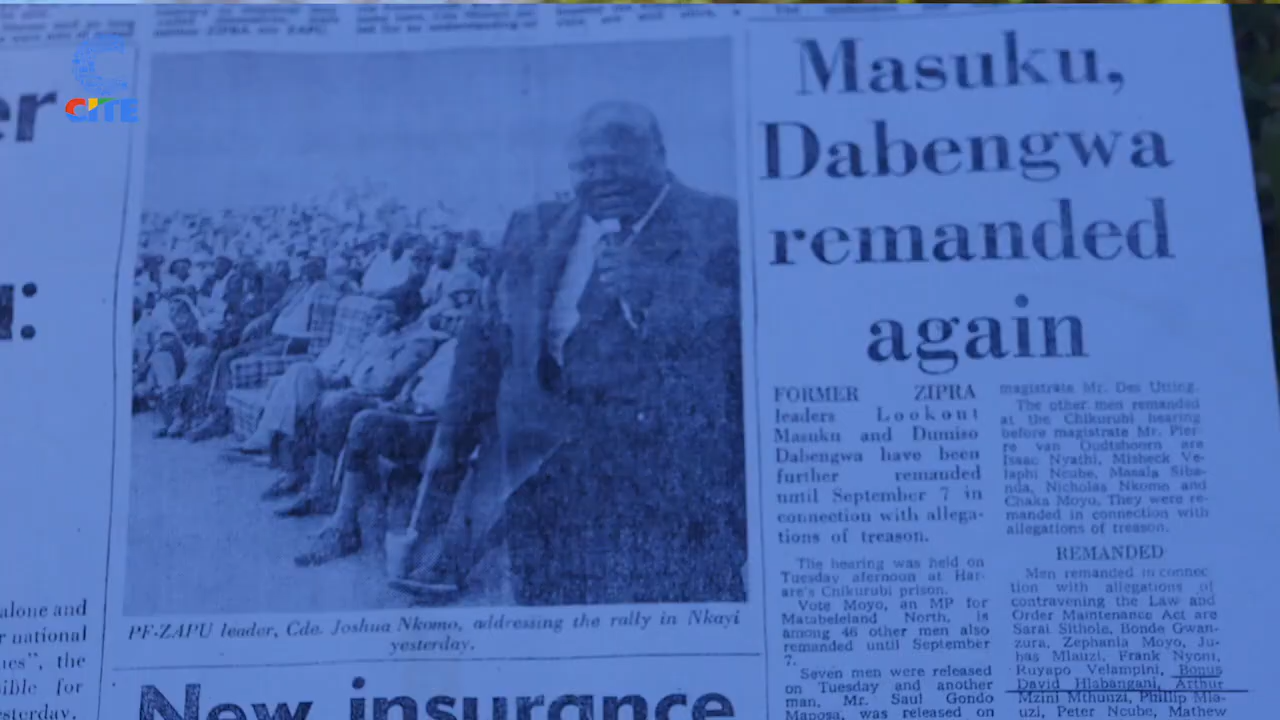 CITE
er
:
alone and
national
", the
ible for
yesterday.
PF-ZAPU leader, Cde. Joshua Nkomo, addressing the rally in Nkayi
yesterday.
New insurance
Masuku,
Dabengwa
remanded
again
FORMER ZIPRA
leaders Lookout
Masuku and Dumiso
Dabengwa have been
further remanded
until September 7 in
connection with allega-
tions of treason.
The hearing was held on
Tuesday afernoon at Har-
are's Chikurubi prison.
Vote Moyo, an MP for
Matabeleland North, is
among 46 other men also
remanded until September
7.
Seven men were released
on Tuesday and another
man, Mr. Saul Gondo
Maposa, was released on
magistrate Mr. Des Utting.
The other men remanded
at the Chikurubi hearing
before magistrate Mr. Pier-
re van Oudtshoorn are
Isaac Nyathi, Misheck Ve-
laphi Ncube, Masala Siba-
nda, Nicholas Nkomo and
Chaka Moyo. They were re-
manded in connection with
allegations of treason.
REMANDED
Men remanded in connec-
tion with allegations of
contravening the Law and
Order Maintenance Act are
Sarai Sithole, Bonde Gwan-
zura, Zephania Moyo, Ju-
bas Mlauzi, Frank Nyoni,
Ruyapo Velampini, Bonus
David Hlabangani, Arthur
Mzini Mthunzi, Phillip Mla-
uzi, Peter Ncube, Mathew